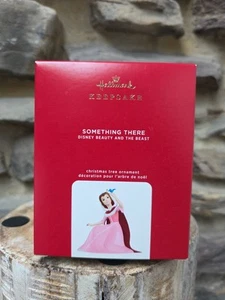 Hallmark
KEEPSAKE
SOMETHING THERE
DISNEY BEAUTY AND THE BEAST
christmas tree ornament
décoration pour l'arbre de noël